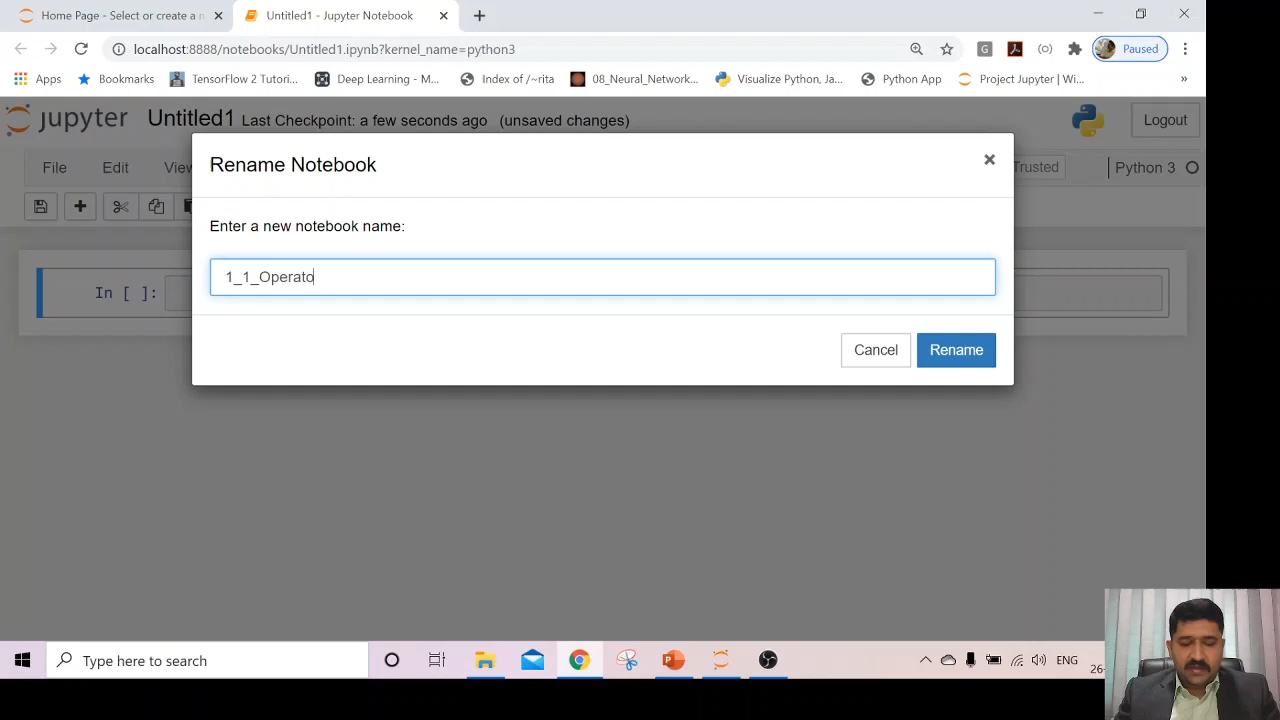 Home Page - Select or create a n
Untitled1 - Jupyter Notebook
localhost:8888/notebooks/Untitled1.ipynb?kernel_name=python3
Paused
Apps
Bookmarks
TensorFlow 2 Tutori...
Deep Learning - M...
Index of /~rita
08_Neural_Network...
Visualize Python, Ja...
Python App
Project Jupyter | Wi...
»
jupyter Untitled1 Last Checkpoint: a few seconds ago (unsaved changes)
Logout
Rename Notebook
File Edit View
Trusted
Python 3
Enter a new notebook name:
1_1_Operato
In [ ]:
Cancel
Rename
Type here to search
ENG
26-